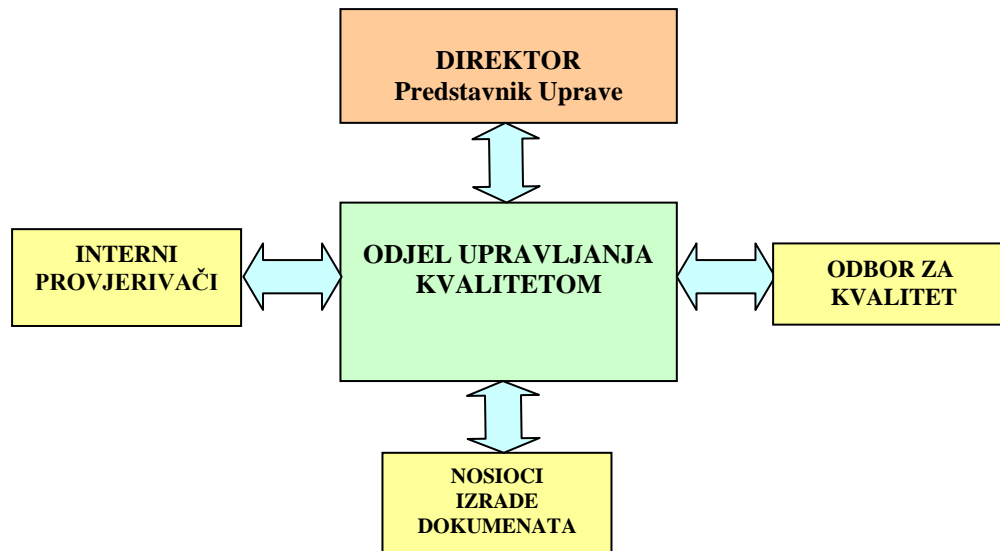 DIREKTOR
Predstavnik Uprave
INTERNI
PROVJERIVAČI
ODJEL UPRAVLJANJA
KVALITETOM
ODBOR ZA
KVALITET
NOSIOCI
IZRADE
DOKUMENATA